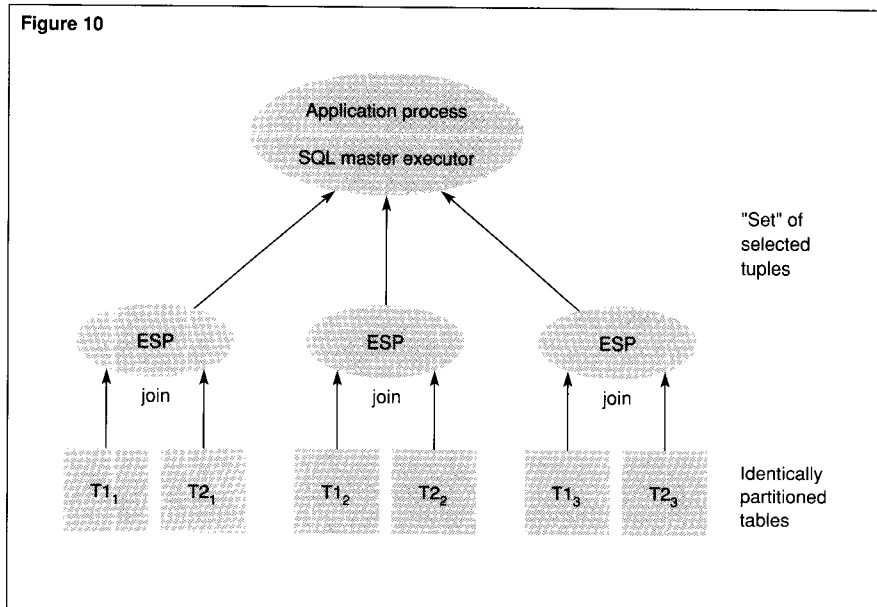 Figure 10
Application process
SQL master executor
"Set" of
selected
tuples
ESP
ESP
ESP
join
join
join
T1₁
T2₁
T1₂
T2₂
T1₃
T2₃
Identically
partitioned
tables